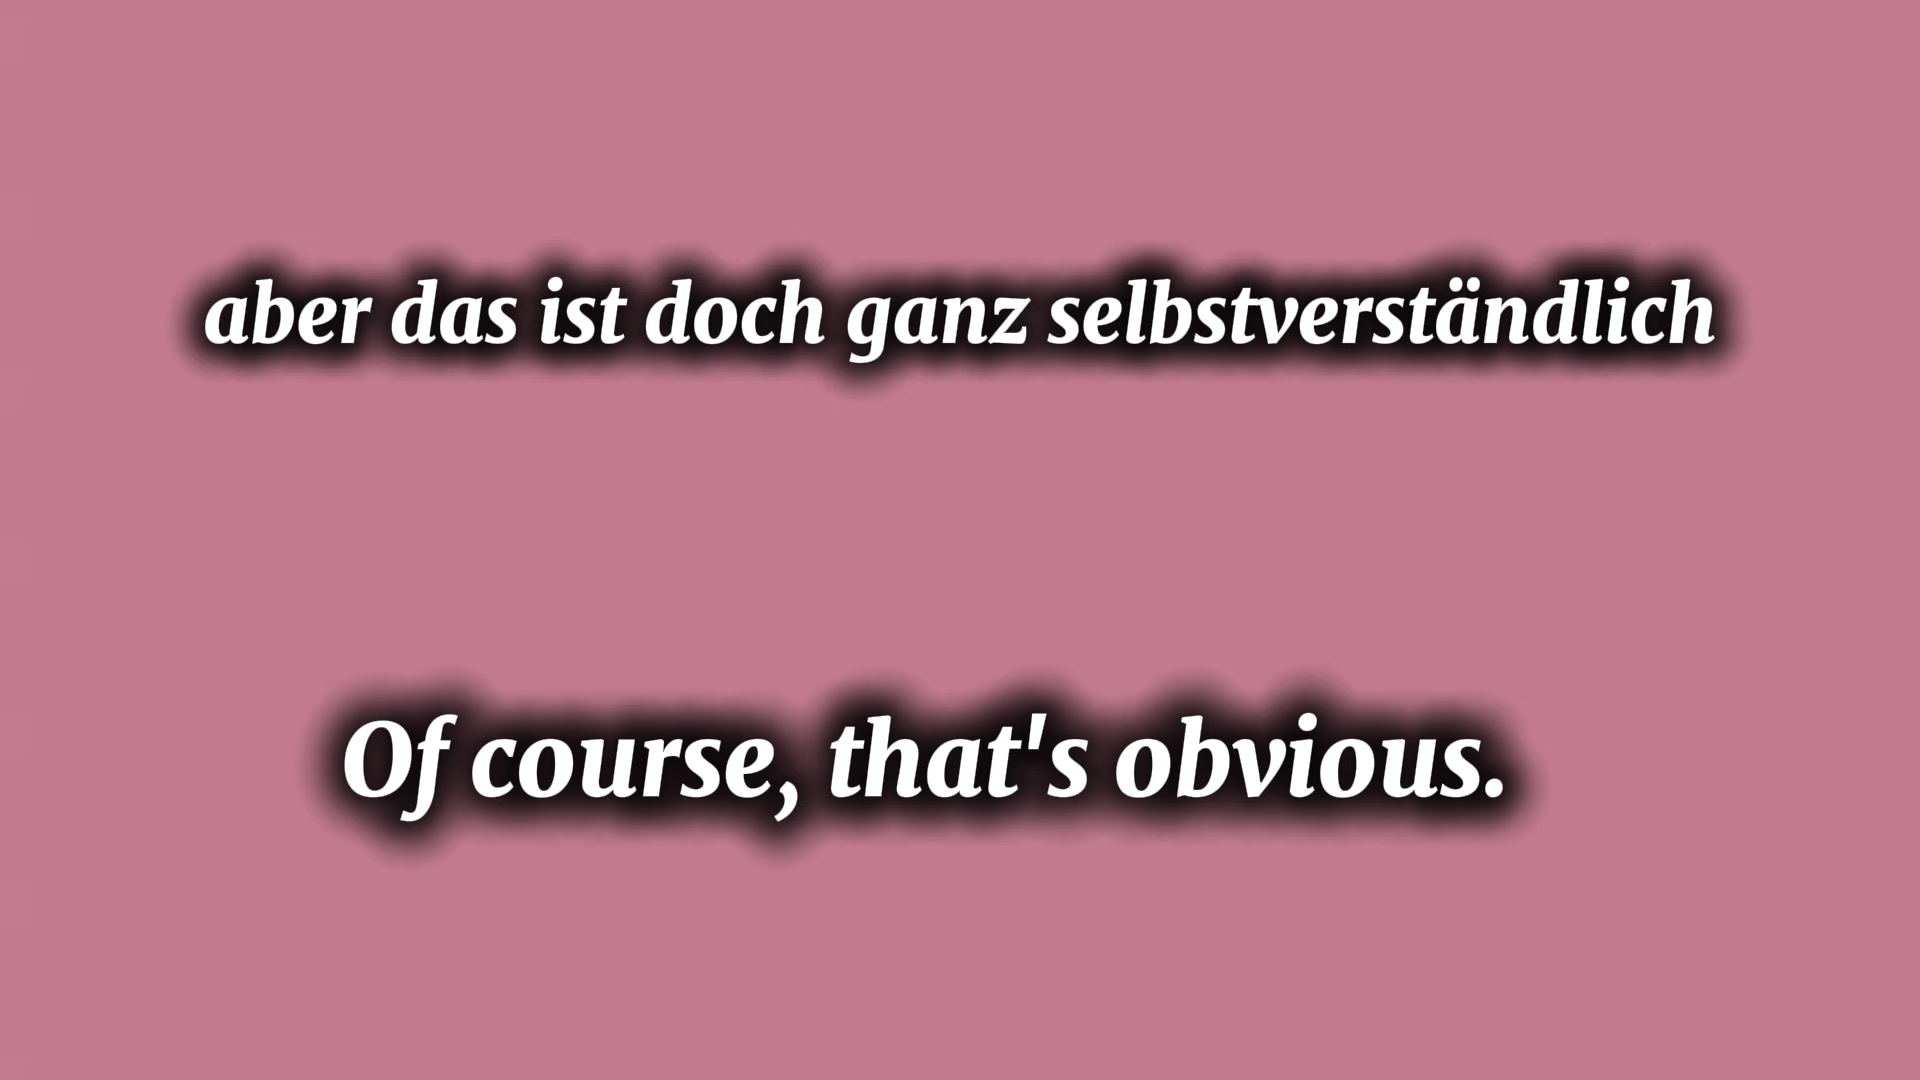 aber das ist doch ganz selbstverständlich
Of course, that's obvious.